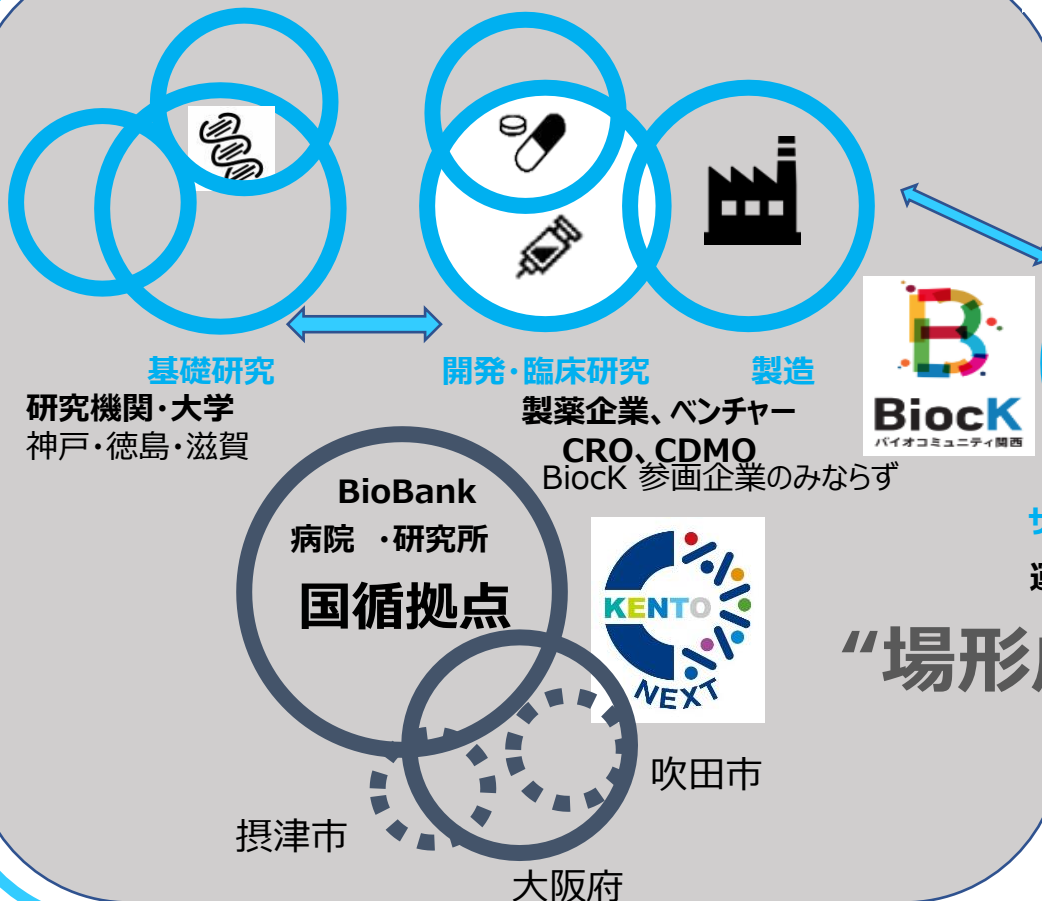 基礎研究
研究機関・大学
神戸・徳島・滋賀
開発・臨床研究
製造
製薬企業、ベンチャー
CRO、CDMO
BiocK 参画企業のみならず
BiocK
バイオコミュニティ関西
BioBank
病院 ・研究所
国循拠点
KENTO
NEXT
“場形
吹田市
摂津市
大阪府